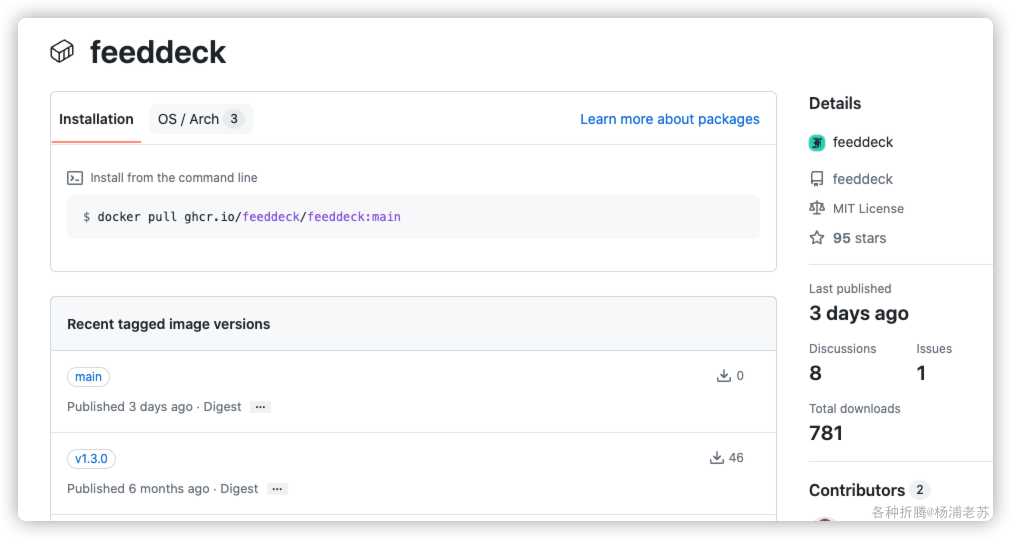 feeddeck
Installation
OS / Arch 3
Learn more about packages
Install from the command line
$ docker pull ghcr.io/feeddeck/feeddeck:main
Recent tagged image versions
main
0
Published 3 days ago · Digest ...
v1.3.0
46
Published 6 months ago · Digest ...
Details
feeddeck
feeddeck
MIT License
95 stars
Last published
3 days ago
Discussions
8
Issues
1
Total downloads
781
Contributors 2
各种折腾@杨浦老苏